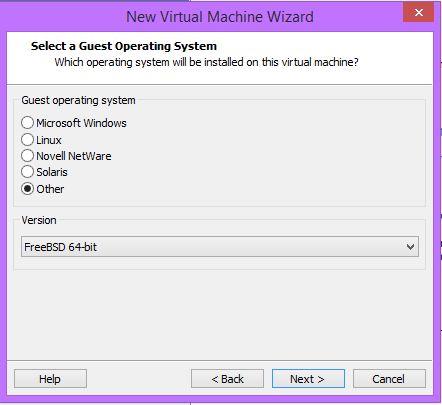 New Virtual Machine Wizard
Select a Guest Operating System
Which operating system will be installed on this virtual machine?
Guest operating system
Microsoft Windows
Linux
Novell NetWare
Solaris
Other
Version
FreeBSD 64-bit
Help
< Back
Next >
Cancel